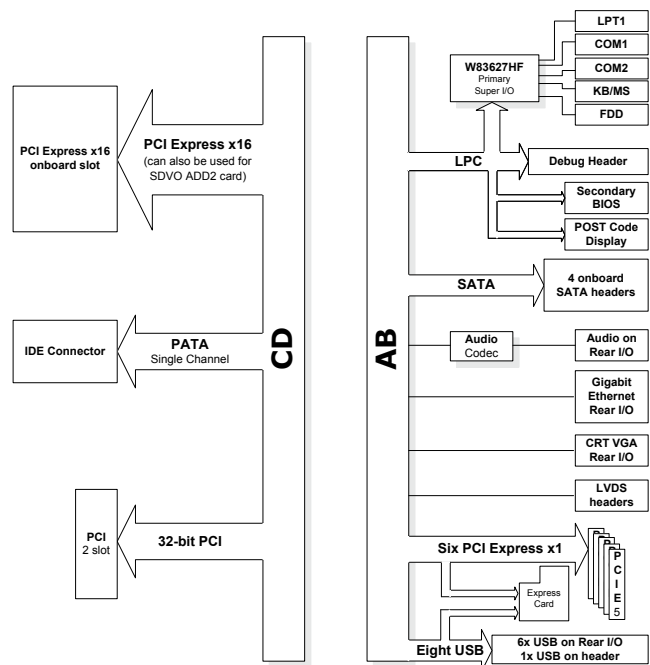 PCI Express x16
onboard slot
PCI Express x16
(can also be used for
SDVO ADD2 card)
IDE Connector
PATA
Single Channel
PCI
2 slot
32-bit PCI
CD
AB
W83627HF
Primary
Super I/O
LPT1
COM1
COM2
KB/MS
FDD
LPC
Debug Header
Secondary
BIOS
POST Code
Display
SATA
4 onboard
SATA headers
Audio
Codec
Audio on
Rear I/O
Gigabit
Ethernet
Rear I/O
CRT VGA
Rear I/O
LVDS
headers
Six PCI Express x1
P
C
I
E
5
Express
Card
Eight USB
6x USB on Rear I/O
1x USB on header